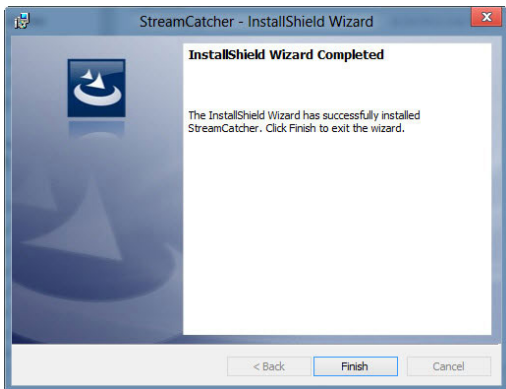 StreamCatcher - InstallShield Wizard
x
InstallShield Wizard Completed
The InstallShield Wizard has successfully installed
StreamCatcher. Click Finish to exit the wizard.
< Back
Finish
Cancel